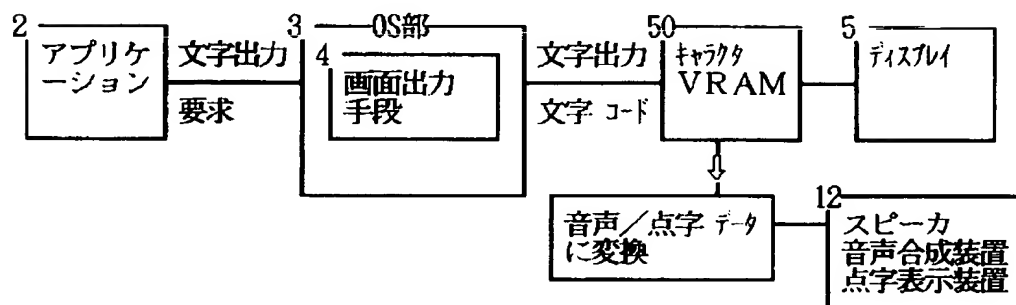 2
アプリケ
ーション
文字出力
要求
3
OS部
4
画面出力
手段
文字出力
文字 コード
50
キャラクタ
VRAM
5
ディスプレイ
音声/点字 データ
に変換
12
スピーカ
音声合成装置
点字表示装置